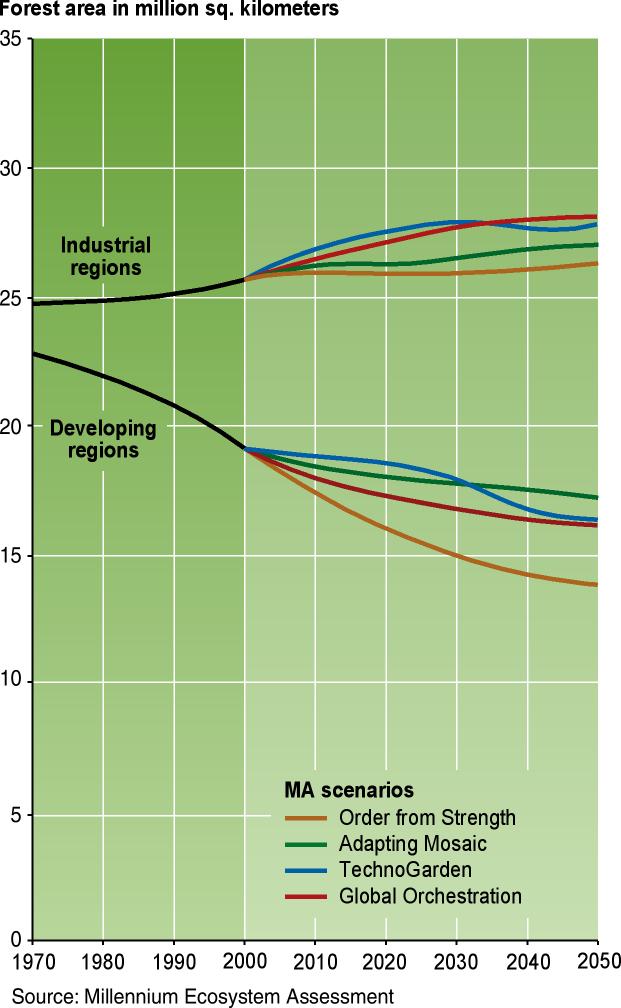 Forest area in million sq. kilometers
35
30
Industrial
regions
25
20
Developing
regions
15
10
MA scenarios
5
Order from Strength
Adapting Mosaic
TechnoGarden
Global Orchestration
0
1970 1980 1990 2000 2010 2020 2030 2040 2050
Source: Millennium Ecosystem Assessment